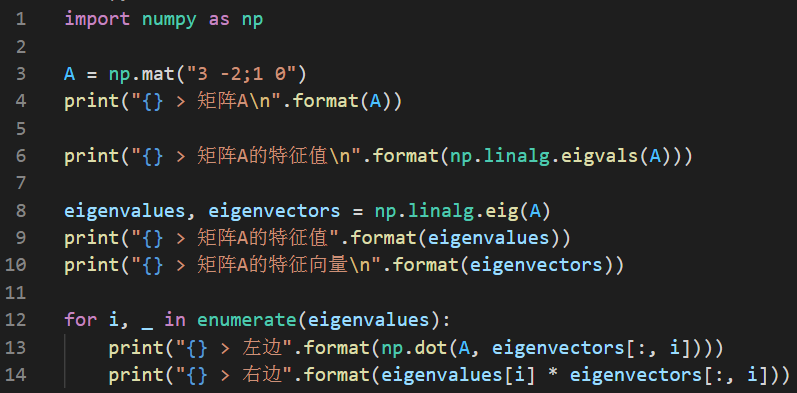 1 import numpy as np
2
3 A = np.mat("3 -2;1 0")
4 print("{} > 矩阵A\n".format(A))
5
6 print("{} > 矩阵A的特征值\n".format(np.linalg.eigvals(A)))
7
8 eigenvalues, eigenvectors = np.linalg.eig(A)
9 print("{} > 矩阵A的特征值".format(eigenvalues))
10 print("{} > 矩阵A的特征向量\n".format(eigenvectors))
11
12 for i, _ in enumerate(eigenvalues):
13     print("{} > 左边".format(np.dot(A, eigenvectors[:, i])))
14     print("{} > 右边".format(eigenvalues[i] * eigenvectors[:, i]))